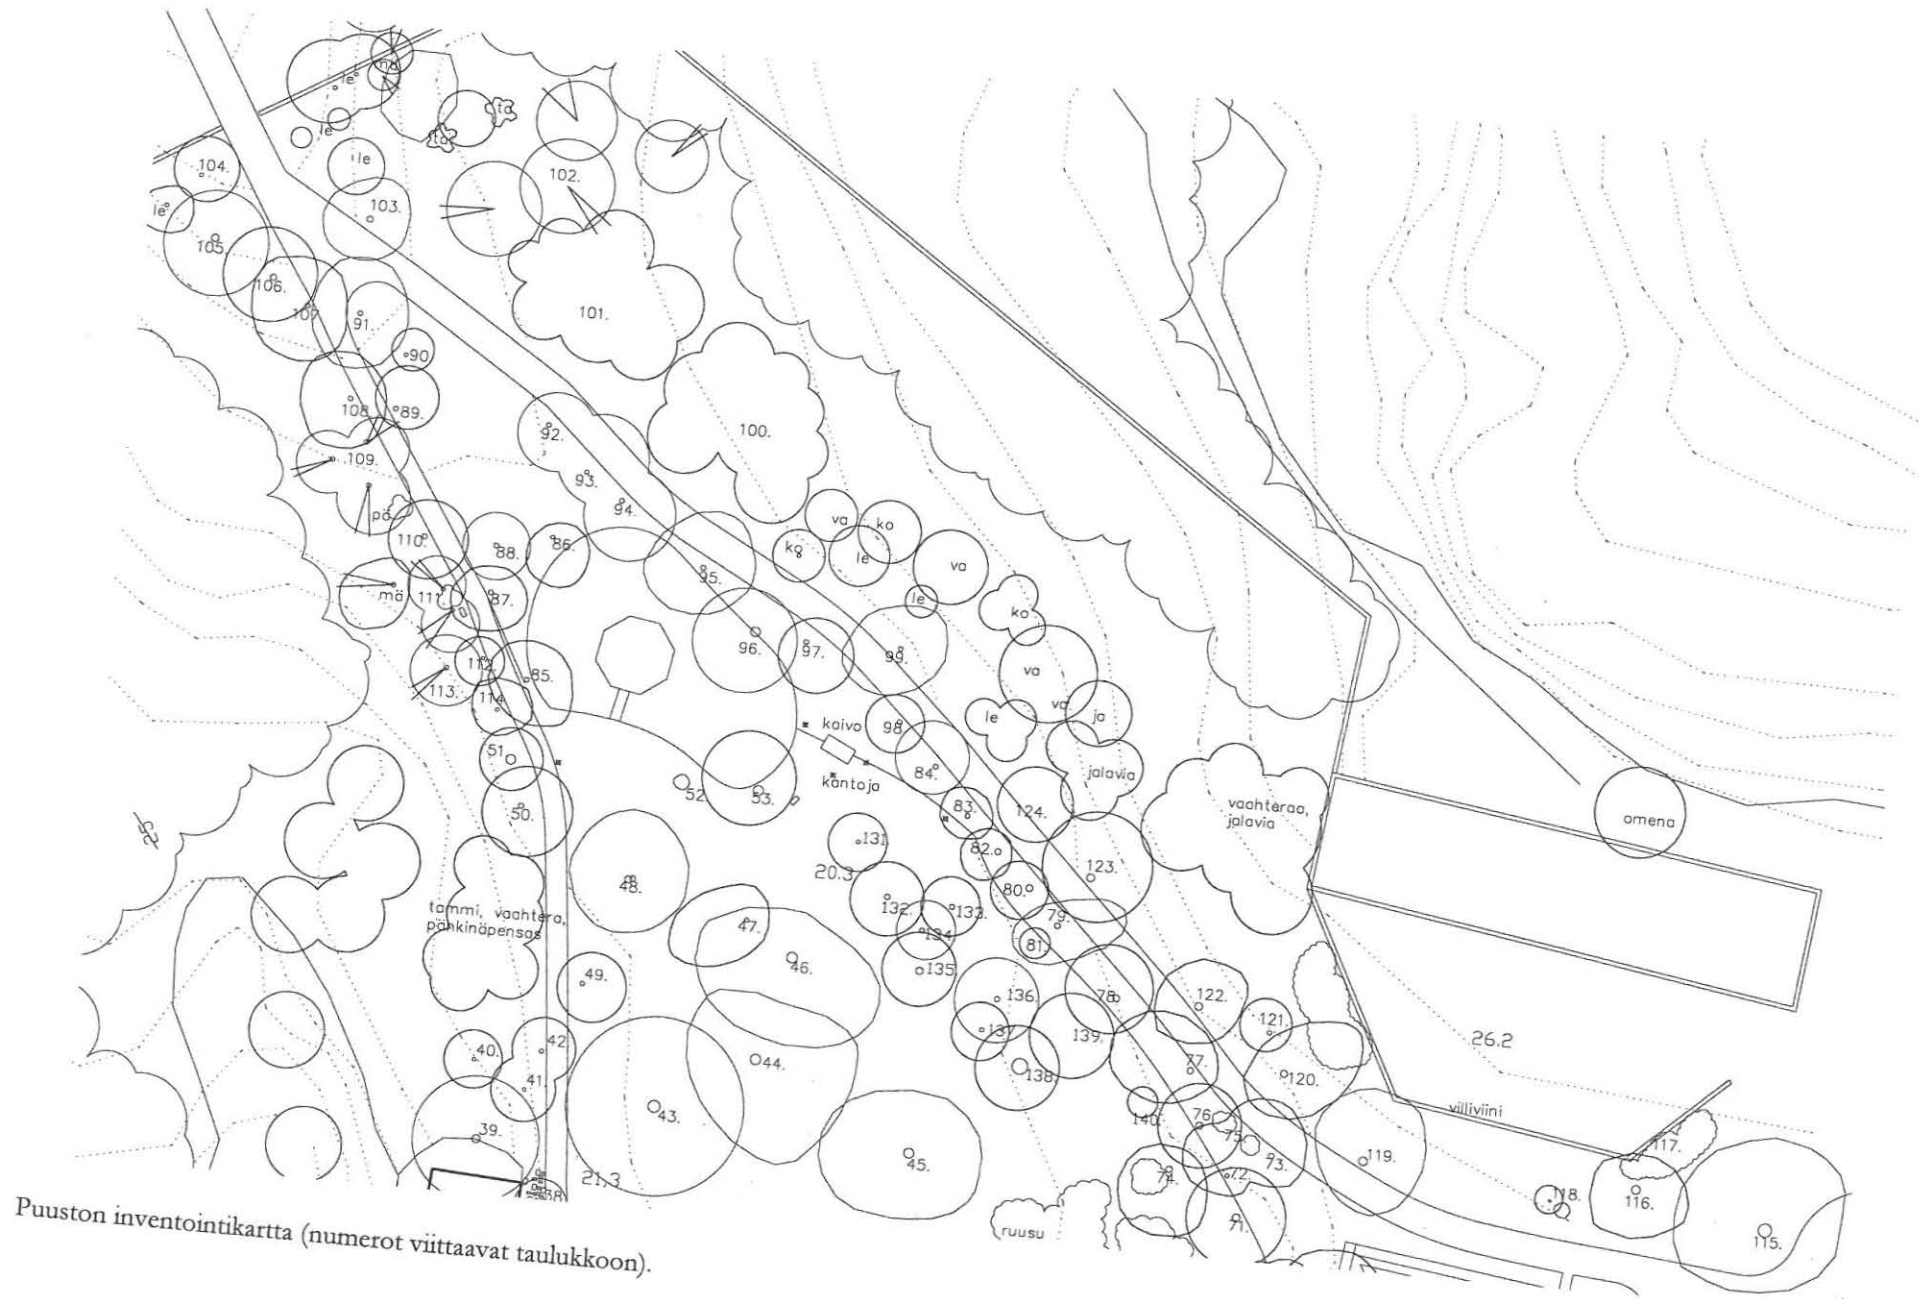 le
mä
le
ta
ta
104.
le
102.
le
103.
105.
106.
107
101.
91.
90
108
89.
92.
100.
109.
93.
94.
pä
va
ko
110.
88.
86.
ko
le
va
95.
mä
111
87.
le
ko
96.
97.
99.
112.
85.
va
113.
114.
va
ja
le
kaivo
98
51
84.
jalavia
kantoja
52
53.
50.
83.
124.
vaahteraa,
jalavia
omena
25
131.
82.
20.3
123.
48.
80.
tammi, vaahtera,
pähkinäpensas
132.
133.
79.
47.
134
81.
46.
135.
49.
136.
78.
122.
121.
137
139.
26.2
42.
40.
44.
77.
138.
120.
41.
villiviini
43.
140.
76.
39.
75.
117.
45.
73.
119.
21,3
74.
72.
118.
38
116.
71.
ruusu
115.
Puuston inventointikartta (numerot viittaavat taulukkoon).